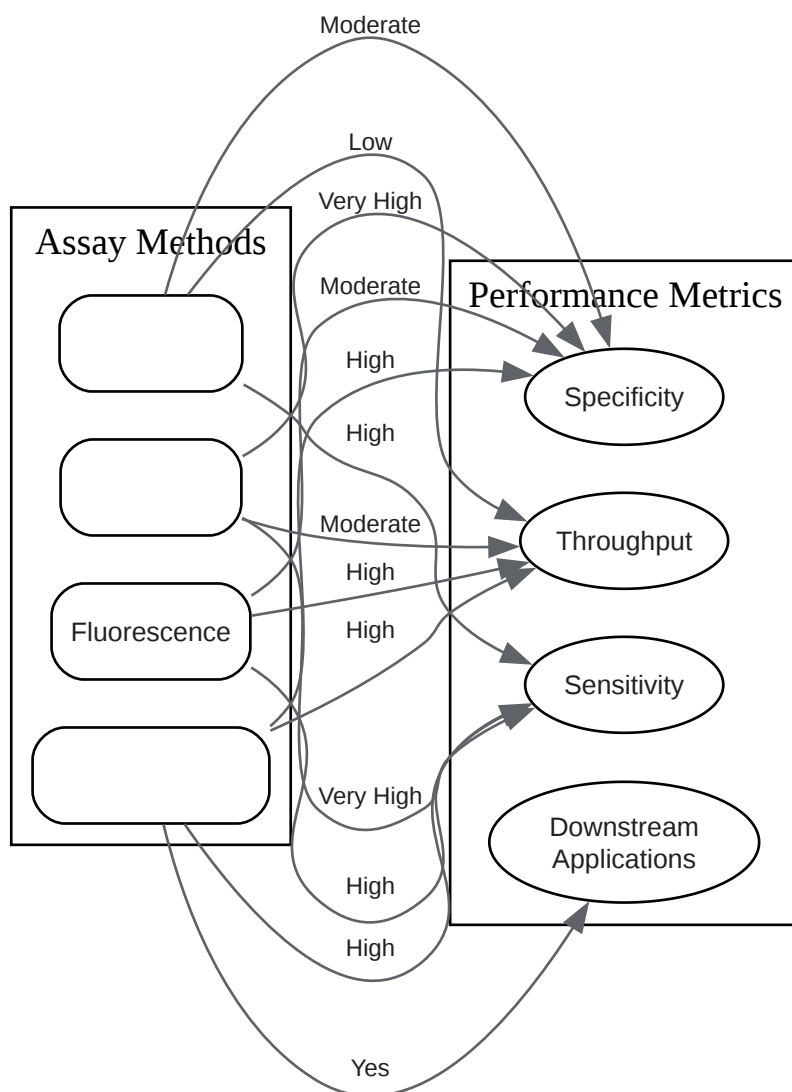 Moderate
Low
Very High
Assay Methods
Moderate
Performance Metrics
High
Specificity
High
Moderate
Throughput
High
Fluorescence
High
Sensitivity
Very High
Downstream
Applications
High
High
Yes